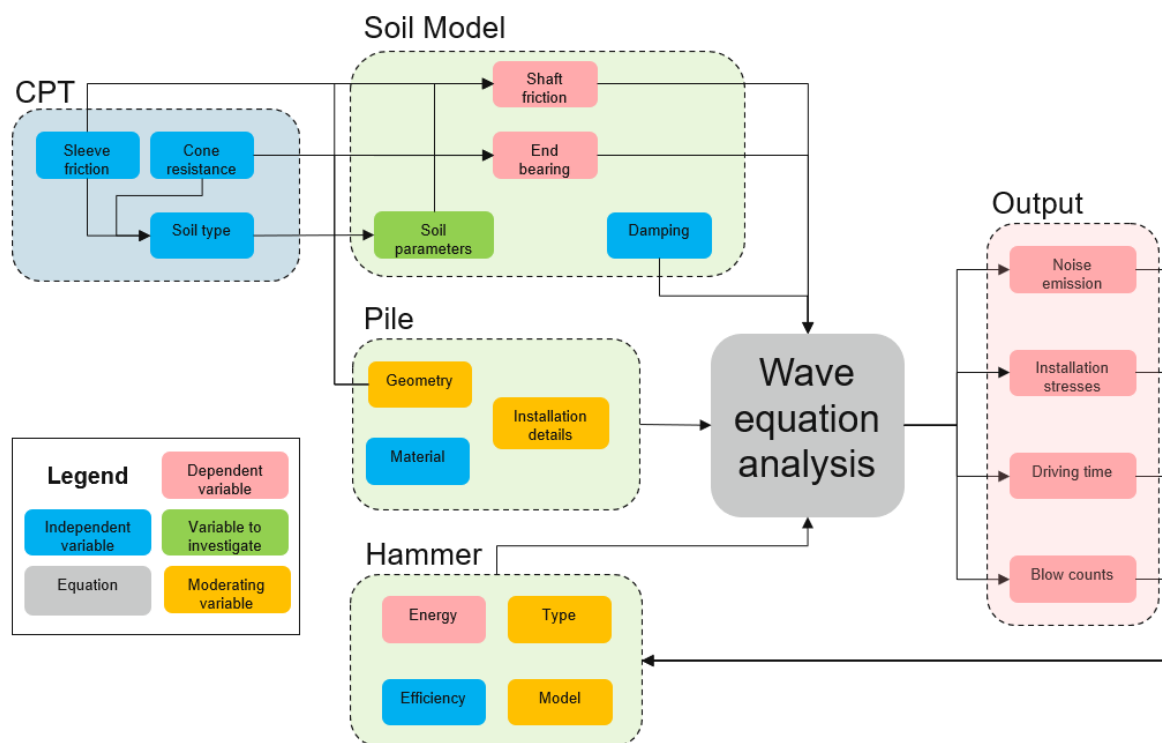 Soil Model
CPT
Shaft
friction
Sleeve
friction
Cone
resistance
End
bearing
Soil type
Soil
parameters
Damping
Output
Noise
emission
Pile
Geometry
Installation
details
Material
Wave
equation
analysis
Installation
stresses
Driving time
Blow counts
Legend
Dependent
variable
Independent
variable
Variable to
investigate
Equation
Moderating
variable
Hammer
Energy
Type
Efficiency
Model